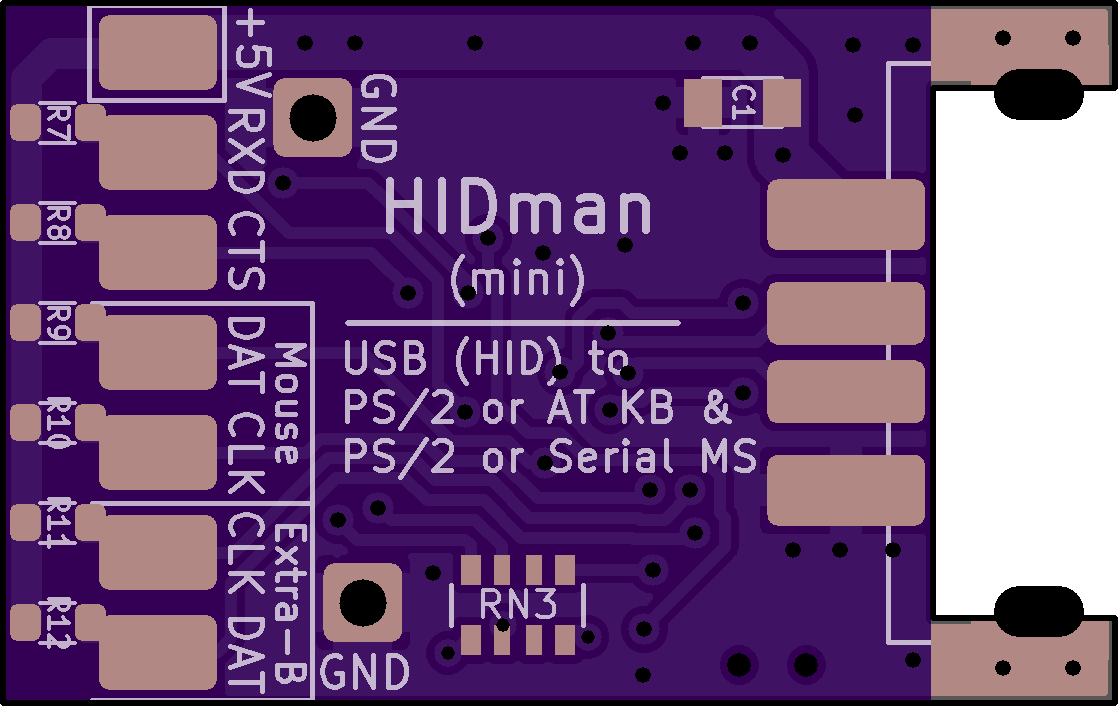 +5V
RXD
CTS
DAT
CLK
CLK
DAT
R7
R8
R9
R10
R11
R12
Mouse
Extra-B
GND
C1
HIDman
(mini)
USB (HID) to
PS/2 or AT KB &
PS/2 or Serial MS
RN3
GND